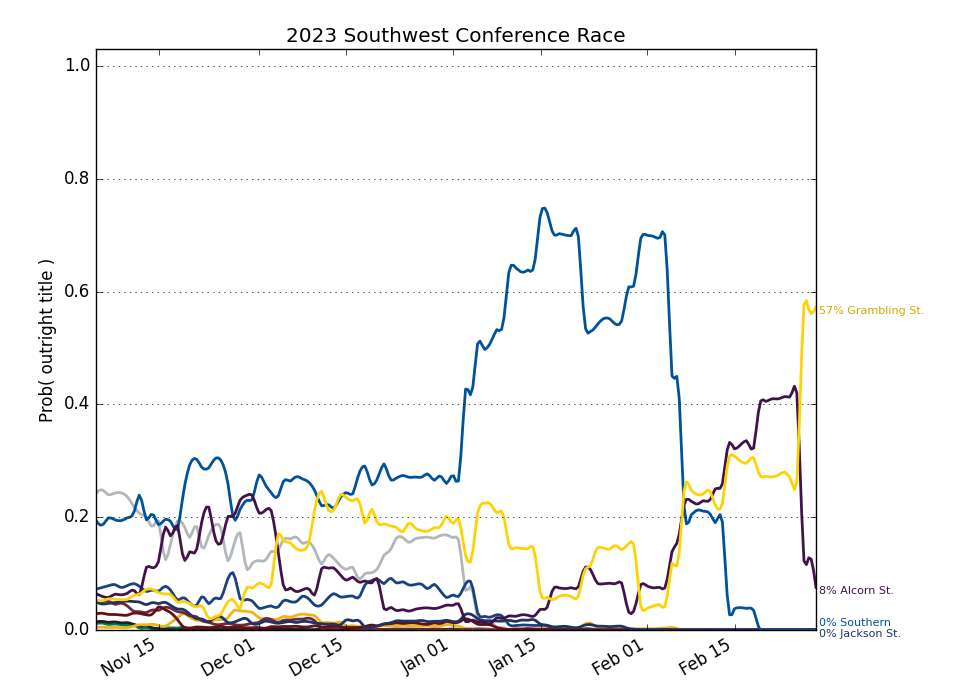 2023 Southwest Conference Race
Prob( outright title )
1.0
0.8
0.6
0.4
0.2
0.0
57% Grambling St.
8% Alcorn St.
0% Southern
0% Jackson St.
Nov 15
Dec 01
Dec 15
Jan 01
Jan 15
Feb 01
Feb 15